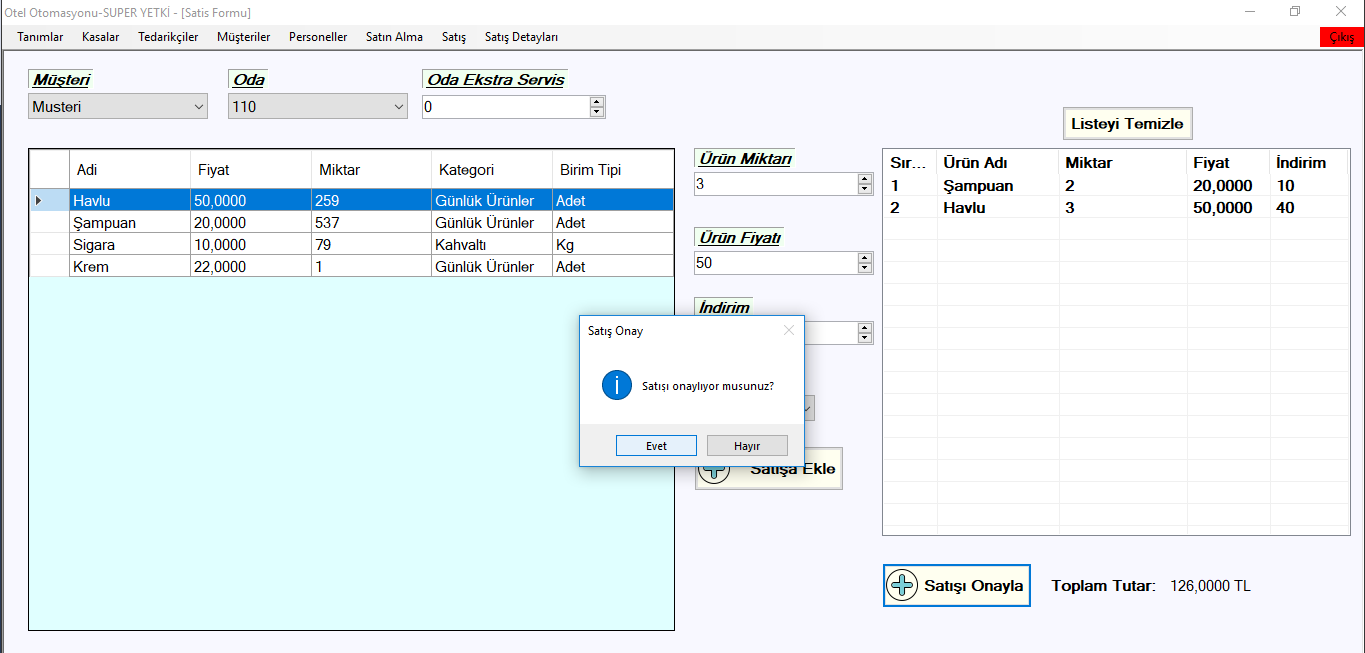 Otel Otomasyonu-SUPER YETKİ - [Satis Formu]
Tanımlar Kasalar Tedarikçiler Müşteriler Personeller Satın Alma Satış Satış Detayları Çıkış
Müşteri Oda Oda Ekstra Servis
Musteri 110 0
Listeyi Temizle
Adi Fiyat Miktar Kategori Birim Tipi
Havlu 50,0000 259 Günlük Ürünler Adet
Şampuan 20,0000 537 Günlük Ürünler Adet
Sigara 10,0000 79 Kahvaltı Kg
Krem 22,0000 1 Günlük Ürünler Adet
Ürün Miktarı
3
Ürün Fiyatı
50
İndirim
Sır... Ürün Adı Miktar Fiyat İndirim
1 Şampuan 2 20,0000 10
2 Havlu 3 50,0000 40
Satış Onay
Satışı onaylıyor musunuz?
Evet Hayır
Satışa Ekle
Satışı Onayla Toplam Tutar: 126,0000 TL